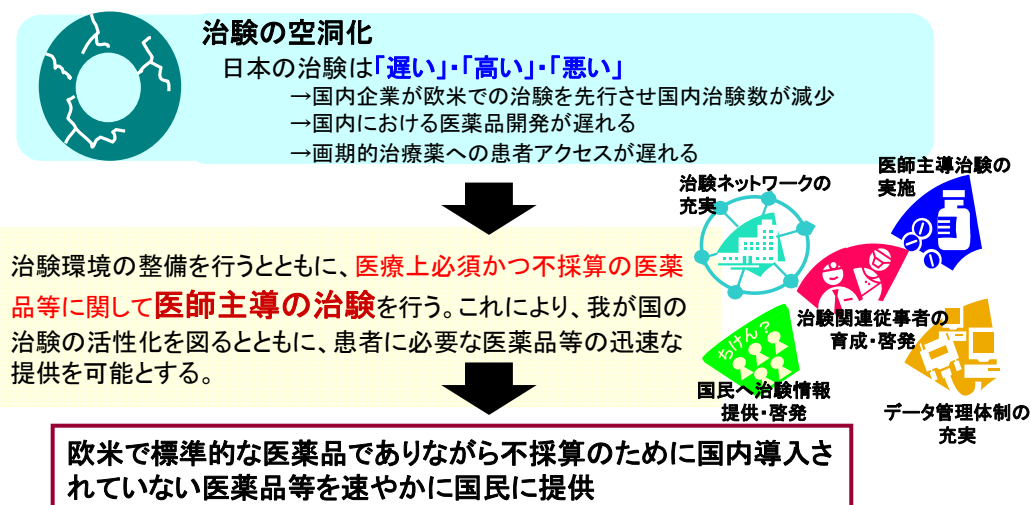 治験の空洞化
日本の治験は「遅い」・「高い」・「悪い」
→国内企業が欧米での治験を先行させ国内治験数が減少
→国内における医薬品開発が遅れる
→画期的治療薬への患者アクセスが遅れる
治験ネットワークの
充実
医師主導治験の
実施
治験環境の整備を行うとともに、医療上必須かつ不採算の医薬
品等に関して医師主導の治験を行う。これにより、我が国の
治験の活性化を図るとともに、患者に必要な医薬品等の迅速な
提供を可能とする。
治験関連従事者の
育成・啓発
ちけん?
国民へ治験情報
提供・啓発
データ管理体制の
充実
欧米で標準的な医薬品でありながら不採算のために国内導入さ
れていない医薬品等を速やかに国民に提供